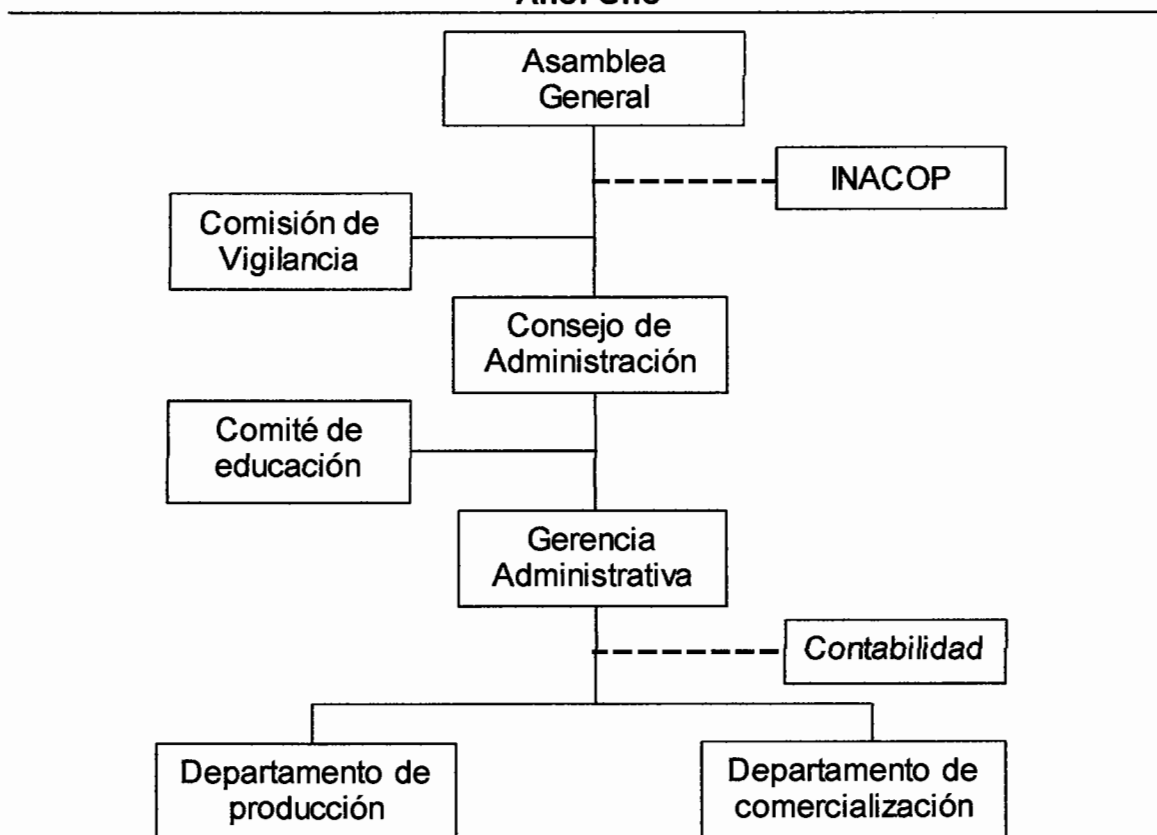 Asamblea
General
INACOP
Comisión de
Vigilancia
Consejo de
Administración
Comité de
educación
Gerencia
Administrativa
Contabilidad
Departamento de
producción
Departamento de
comercialización